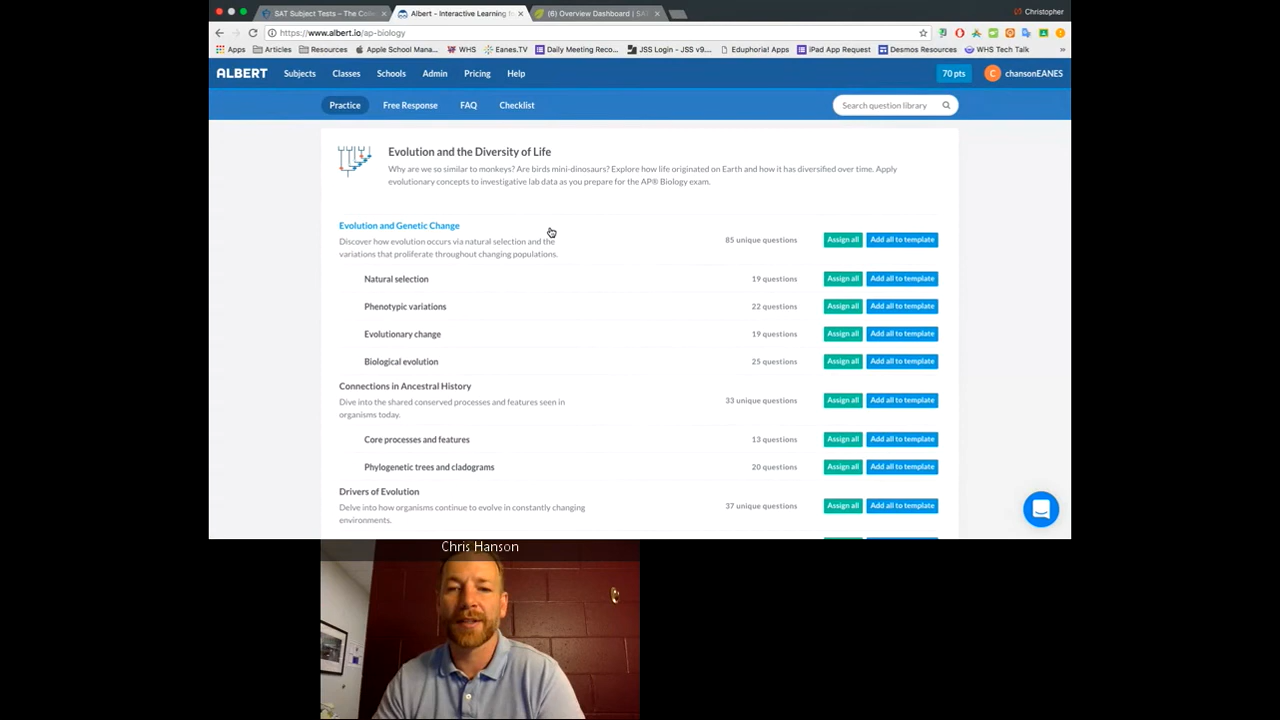 SAT Subject Tests – The Colle
Albert - Interactive Learning fo
(6) Overview Dashboard | SAT
Christopher
https://www.albert.io/ap-biology
Apps
Articles
Resources
Apple School Mana...
WHS
Eanes.TV
Daily Meeting Reco...
JSS Login - JSS v9....
Eduphoria! Apps
iPad App Request
Desmos Resources
WHS Tech Talk
»
ALBERT
Subjects
Classes
Schools
Admin
Pricing
Help
70 pts
C
chansonEANES
Practice
Free Response
FAQ
Checklist
Search question library
Evolution and the Diversity of Life
Why are we so similar to monkeys? Are birds mini-dinosaurs? Explore how life originated on Earth and how it has diversified over time. Apply
evolutionary concepts to investigative lab data as you prepare for the AP® Biology exam.
Evolution and Genetic Change
Discover how evolution occurs via natural selection and the
variations that proliferate throughout changing populations.
85 unique questions
Assign all
Add all to template
Natural selection
19 questions
Assign all
Add all to template
Phenotypic variations
22 questions
Assign all
Add all to template
Evolutionary change
19 questions
Assign all
Add all to template
Biological evolution
25 questions
Assign all
Add all to template
Connections in Ancestral History
Dive into the shared conserved processes and features seen in
organisms today.
33 unique questions
Assign all
Add all to template
Core processes and features
13 questions
Assign all
Add all to template
Phylogenetic trees and cladograms
20 questions
Assign all
Add all to template
Drivers of Evolution
Delve into how organisms continue to evolve in constantly changing
environments.
37 unique questions
Assign all
Add all to template
Chris Hanson